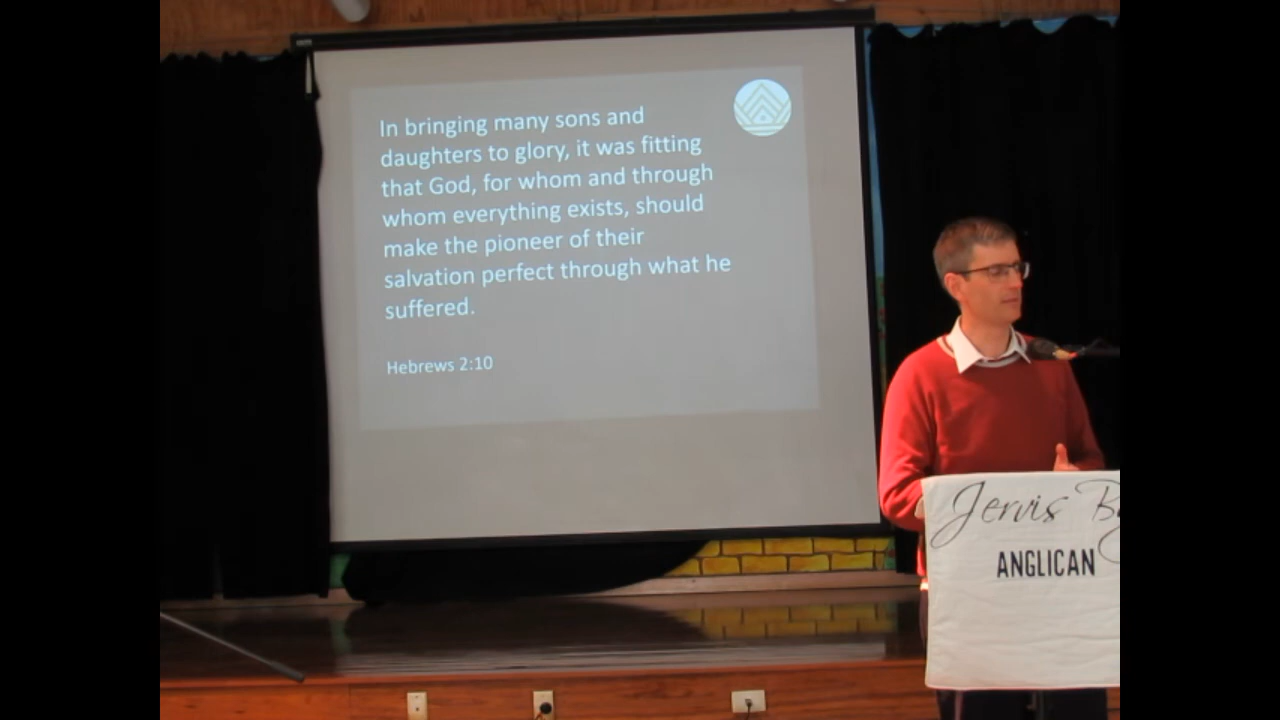 In bringing many sons and
daughters to glory, it was fitting
that God, for whom and through
whom everything exists, should
make the pioneer of their
salvation perfect through what he
suffered.
Hebrews 2:10
Jervis B
ANGLICAN